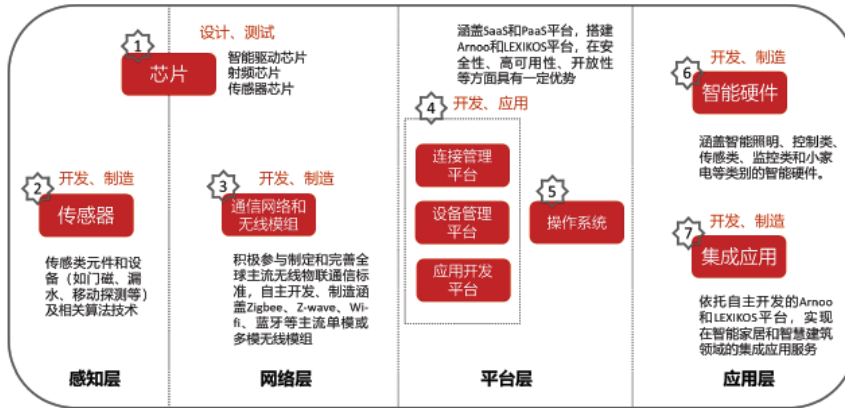 1
设计、测试
芯片
智能驱动芯片
射频芯片
传感器芯片
2
开发、制造
传感器
传感类元件和设
备（如门磁、漏
水、移动探测等）
及相关算法技术
感知层
3
开发、制造
通信网络和
无线模组
积极参与制定和完善全
球主流无线物联通信标
准，自主开发、制造涵
盖Zigbee、Z-wave、Wi-
fi、蓝牙等主流单模或
多模无线模组
网络层
涵盖SaaS和PaaS平台，搭建
Arnoo和LEXIKOS平台，在安
全性、高可用性、开放性
等方面具有一定优势
4
开发、应用
连接管理
平台
设备管理
平台
应用开发
平台
5
操作系统
平台层
6
开发、制造
智能硬件
涵盖智能照明、控制类、
传感类、监控类和小家
电等类别的智能硬件。
7
开发、制造
集成应用
依托自主开发的Arnoo
和LEXIKOS平台，实现
在智能家居和智慧建筑
领域的集成应用服务
应用层